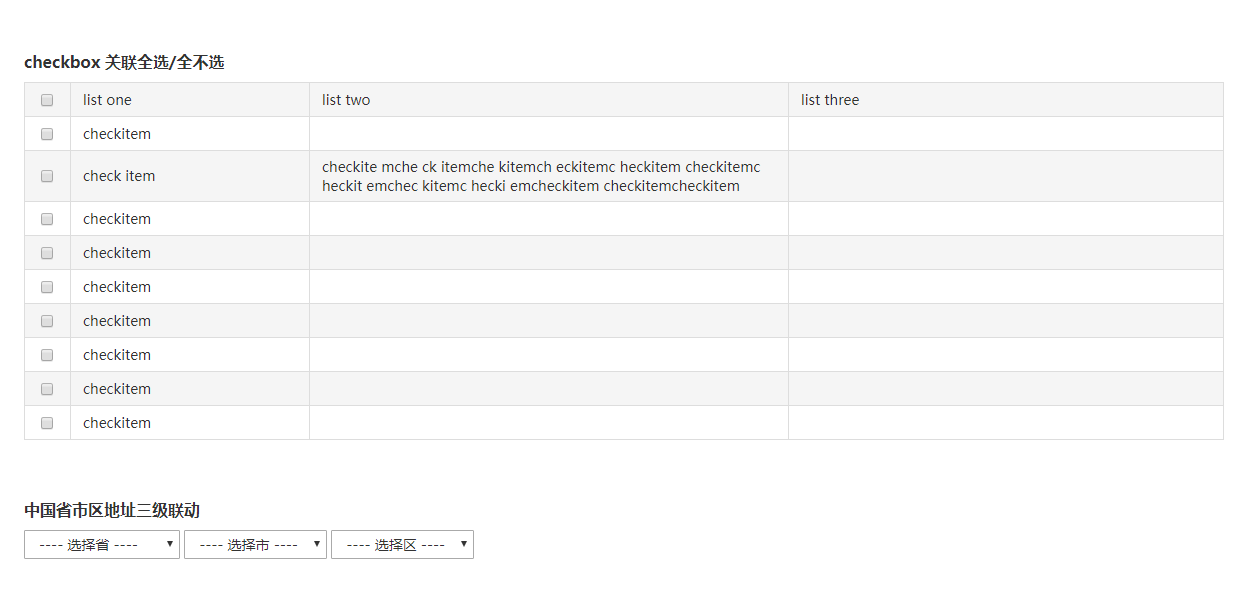 checkbox 关联全选/全不选
list one list two list three
checkitem
check item
checkite mche ck itemche kitemch eckitemc heckitem checkitemc
heckit emchec kitemc hecki emcheckitem checkitemcheckitem
checkitem
checkitem
checkitem
checkitem
checkitem
checkitem
checkitem
中国省市区地址三级联动
---- 选择省 ---- ---- 选择市 ---- ---- 选择区 ----